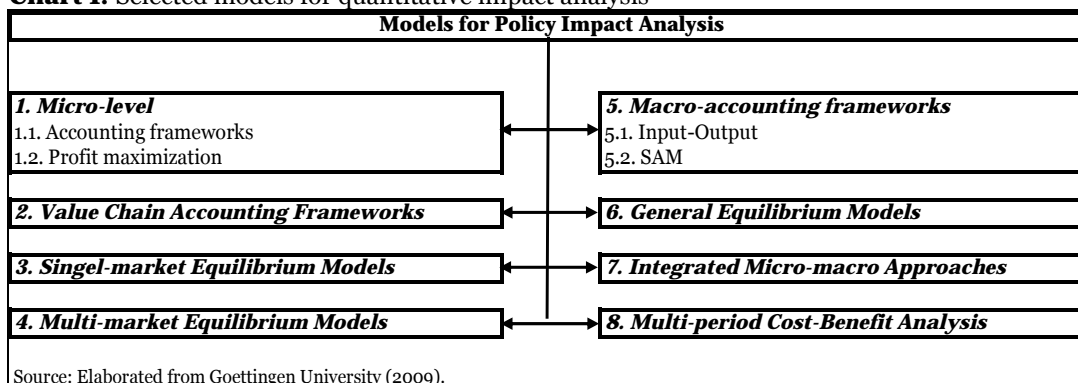 Chart 1. Selected models for quantitative impact analysis
Models for Policy Impact Analysis
1. Micro-level
1.1. Accounting frameworks
1.2. Profit maximization
5. Macro-accounting frameworks
5.1. Input-Output
5.2. SAM
2. Value Chain Accounting Frameworks
6. General Equilibrium Models
3. Singel-market Equilibrium Models
7. Integrated Micro-macro Approaches
4. Multi-market Equilibrium Models
8. Multi-period Cost-Benefit Analysis
Source: Elaborated from Goettingen University (2009).